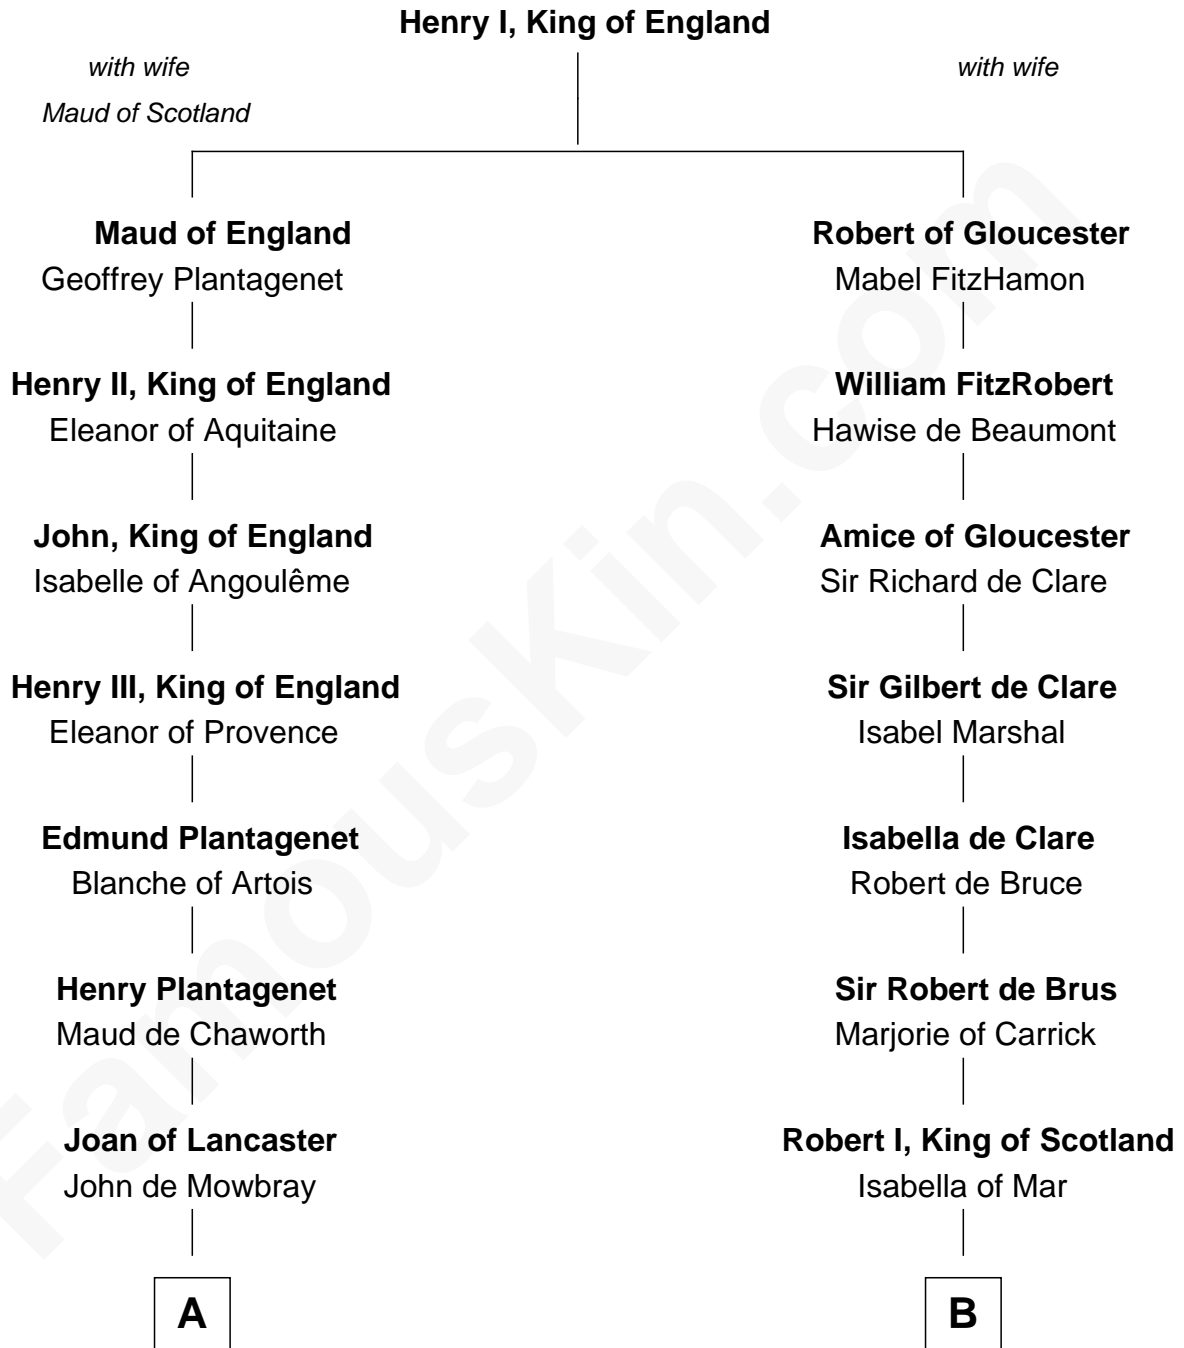 Henry I, King of England
with wife
Maud of Scotland
with wife
Maud of England
Geoffrey Plantagenet
Robert of Gloucester
Mabel FitzHamon
Henry II, King of England
Eleanor of Aquitaine
William FitzRobert
Hawise de Beaumont
John, King of England
Isabelle of Angoulême
Amice of Gloucester
Sir Richard de Clare
Henry III, King of England
Eleanor of Provence
Sir Gilbert de Clare
Isabel Marshal
Edmund Plantagenet
Blanche of Artois
Isabella de Clare
Robert de Bruce
Henry Plantagenet
Maud de Chaworth
Sir Robert de Brus
Marjorie of Carrick
Joan of Lancaster
John de Mowbray
Robert I, King of Scotland
Isabella of Mar
A
B
FamousKin.com